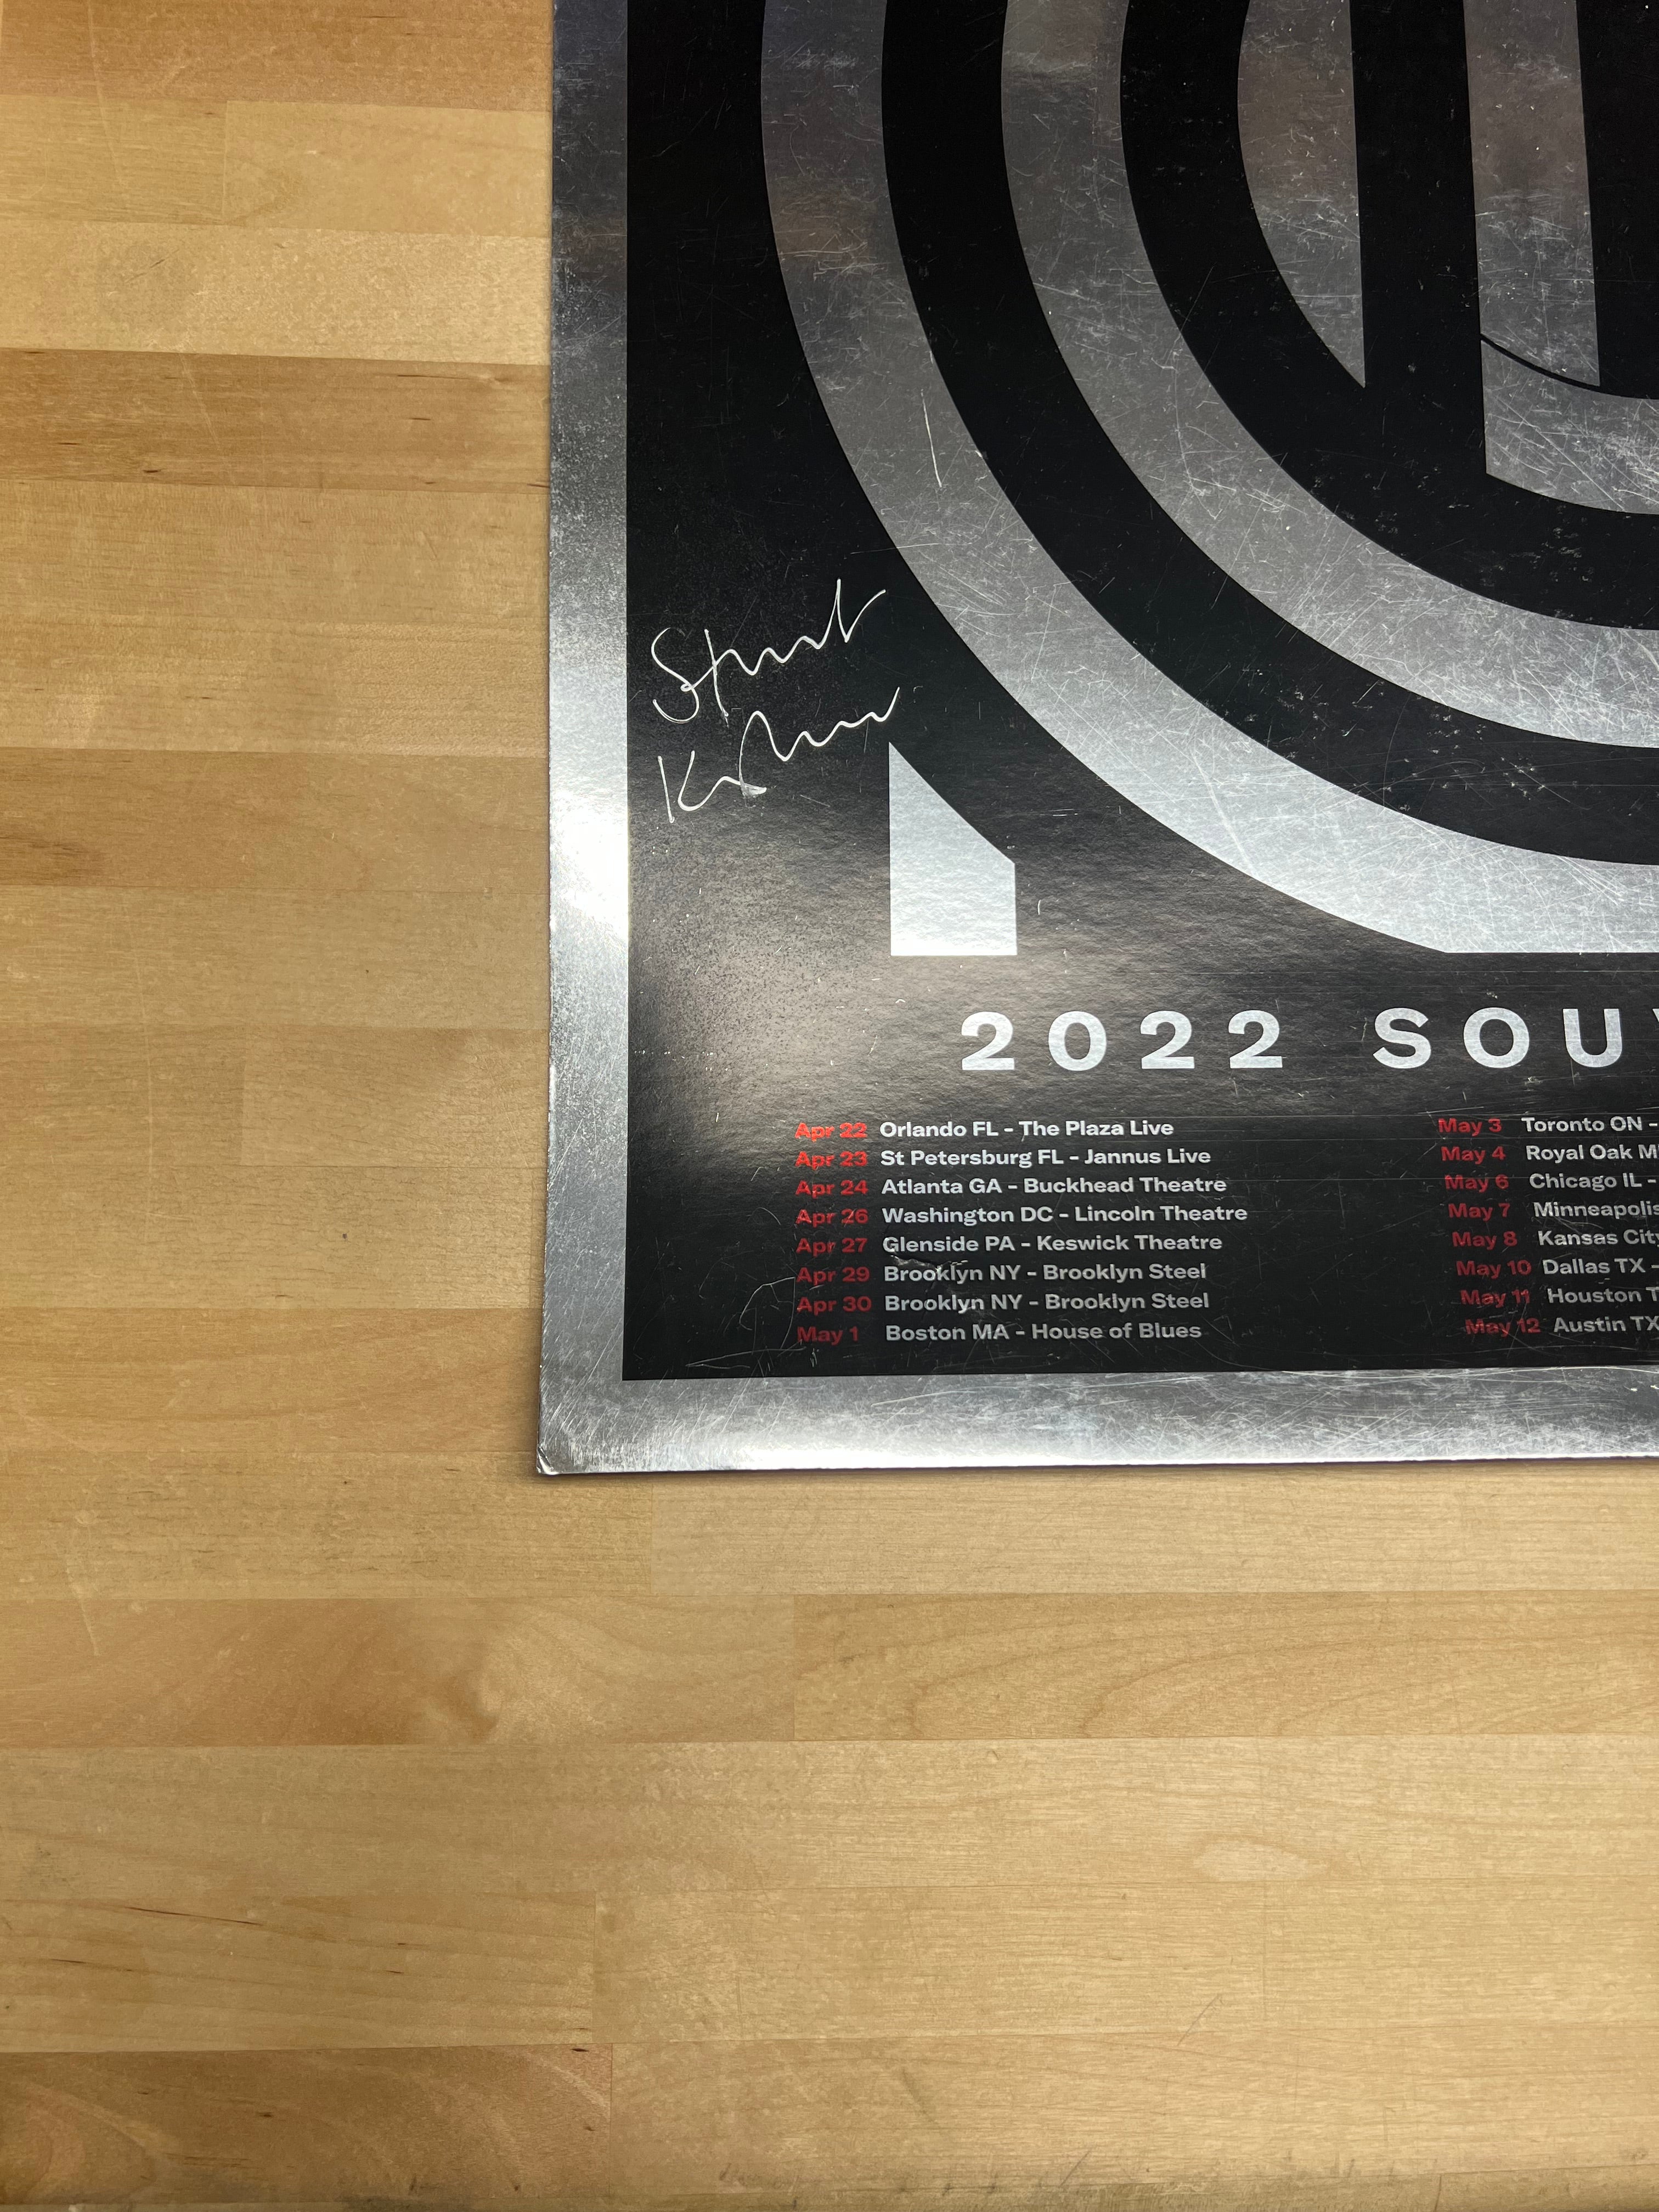 Stuart
2022 SOU
Apr 22 Orlando FL - The Plaza Live
Apr 23 St Petersburg FL - Jannus Live
Apr 24 Atlanta GA - Buckhead Theatre
Apr 26 Washington DC - Lincoln Theatre
Apr 27 Glenside PA - Keswick Theatre
Apr 29 Brooklyn NY - Brooklyn Steel
Apr 30 Brooklyn NY - Brooklyn Steel
May 1 Boston MA - House of Blues
May 3 Toronto ON -
May 4 Royal Oak M
May 6 Chicago IL -
May 7 Minneapolis
May 8 Kansas City
May 10 Dallas TX -
May 11 Houston T
May 12 Austin TX